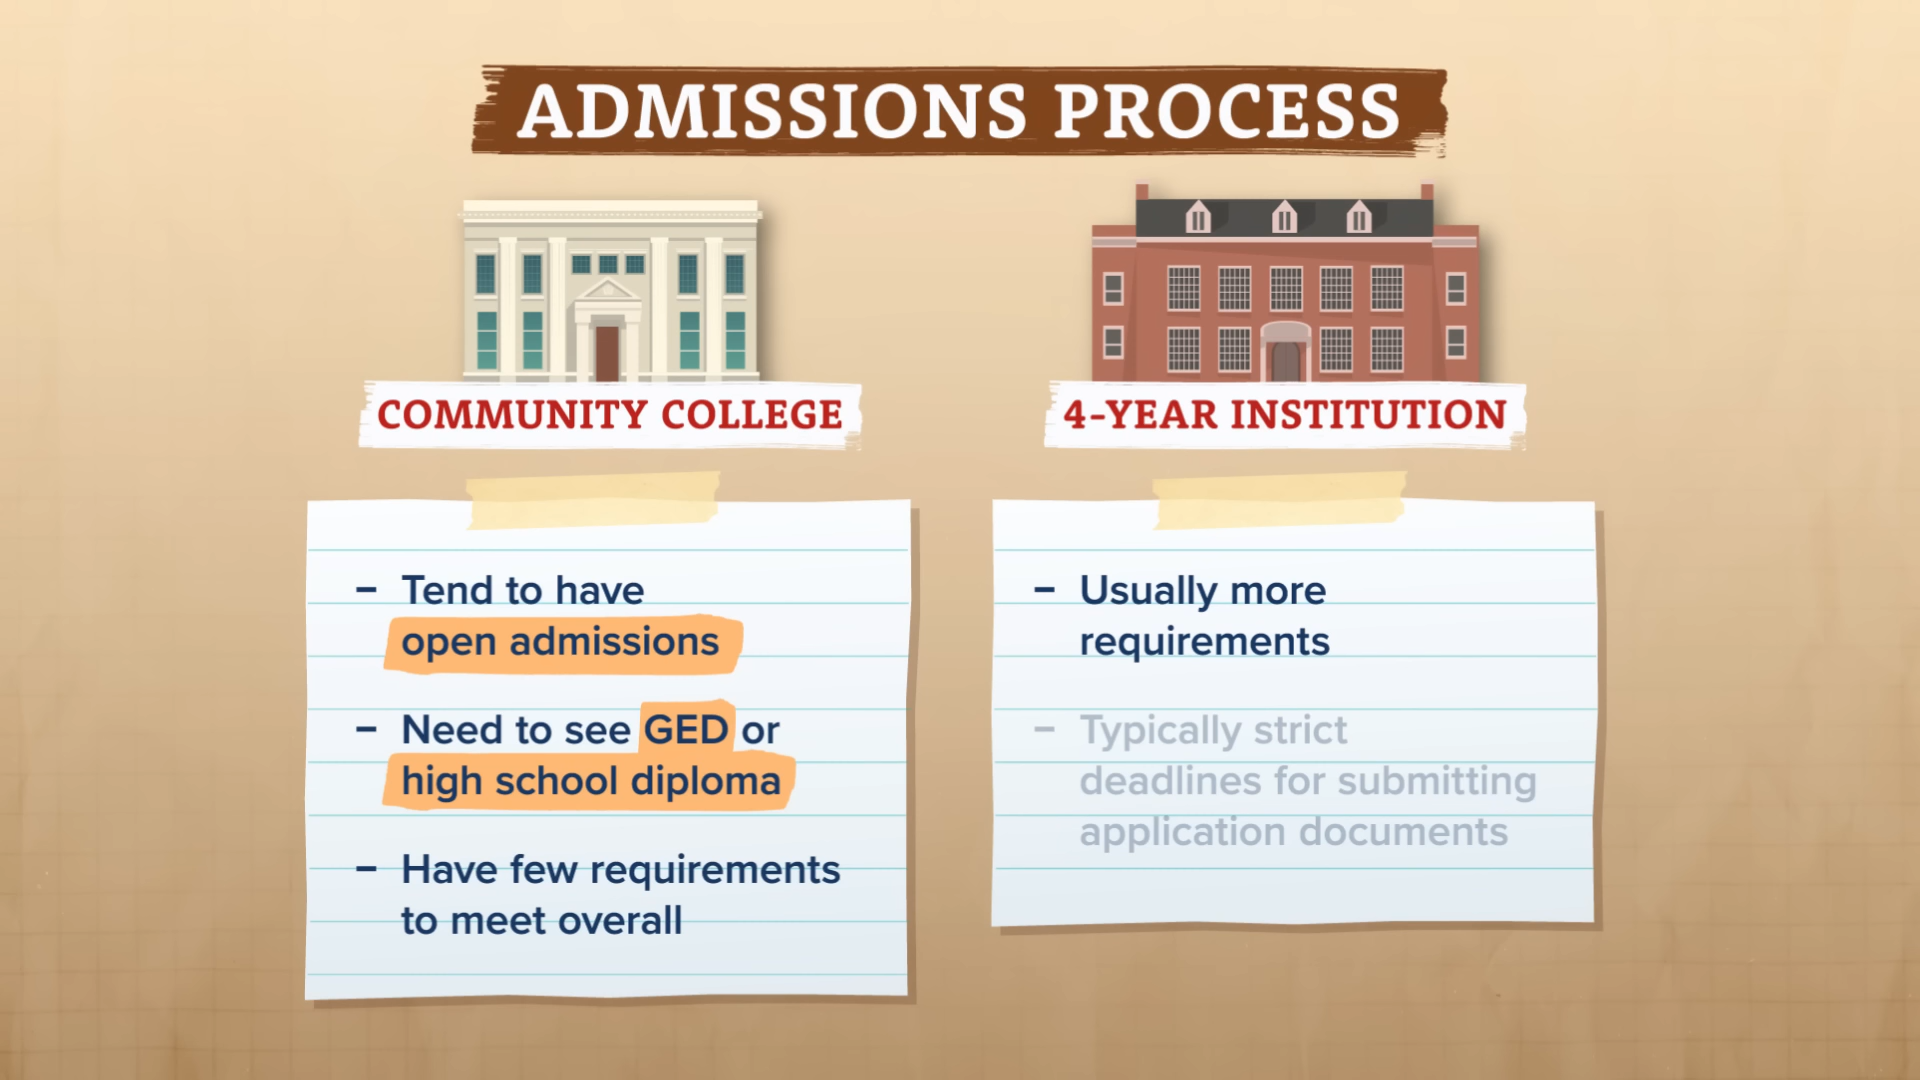 ADMISSIONS PROCESS
COMMUNITY COLLEGE
– Tend to have
open admissions
– Need to see GED or
high school diploma
– Have few requirements
to meet overall
4-YEAR INSTITUTION
– Usually more
requirements
– Typically strict
deadlines for submitting
application documents